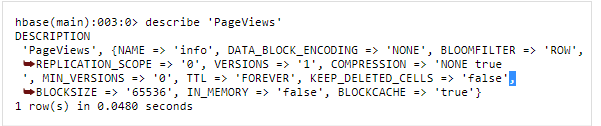 hbase(main):003:0> describe 'PageViews'
DESCRIPTION
'PageViews', {NAME => 'info', DATA_BLOCK_ENCODING => 'NONE', BLOOMFILTER => 'ROW',
➥REPLICATION_SCOPE => '0', VERSIONS => '1', COMPRESSION => 'NONE true
', MIN_VERSIONS => '0', TTL => 'FOREVER', KEEP_DELETED_CELLS => 'false',
➥BLOCKSIZE => '65536', IN_MEMORY => 'false', BLOCKCACHE => 'true'}
1 row(s) in 0.0480 seconds